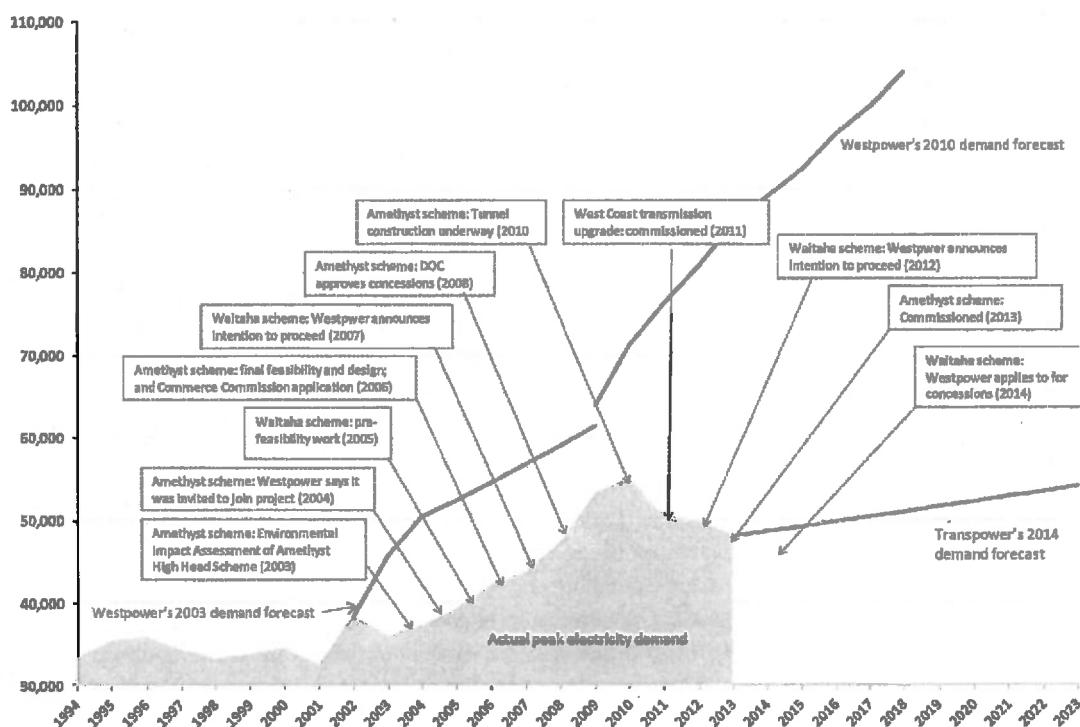 110,000
100,000
90,000
80,000
70,000
60,000
50,000
40,000
30,000
Westpower's 2010 demand forecast
Amethyst scheme: Tunnel
construction underway (2010
West Coast transmission
upgrade: commissioned (2011)
Waitaha scheme: Westpwer announces
intention to proceed (2012)
Amethyst scheme: DOC
approves concessions (2008)
Amethyst scheme:
Commissioned (2013)
Waitaha scheme: Westpwer announces
intention to proceed (2007)
Waitaha scheme:
Westpower applies to for
concessions (2014)
Amethyst scheme: final feasibility and design;
and Commerce Commission application (2006)
Waitaha scheme: pre-
feasibility work (2005)
Amethyst scheme: Westpower says it
was invited to join project (2004)
Amethyst scheme: Environmental
Impact Assessment of Amethyst
High Head Scheme (2003)
Transpower's 2014
demand forecast
Westpower's 2003 demand forecast
Actual peak electricity demand
1994
1995
1996
1997
1998
1999
2000
2001
2002
2003
2004
2005
2006
2007
2008
2009
2010
2011
2012
2013
2014
2015
2016
2017
2018
2019
2020
2021
2022
2023